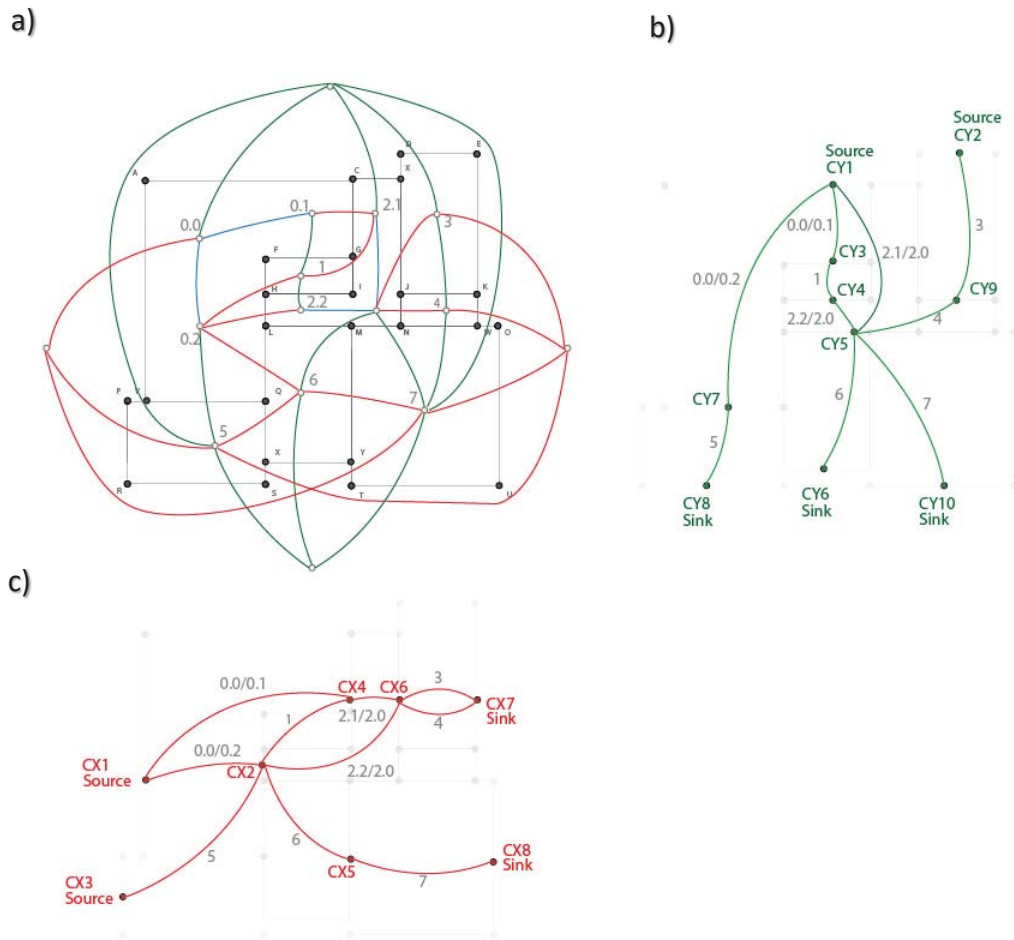 a)
b)
D
E
X
C
A
0.1
2.1
0.0
3
G
F
1
H
I
J
K
2.2
4
L
M
N
W
O
0.2
6
7
P
V
Q
5
X
Y
R
S
T
U
Source
CY2
Source
CY1
0.0/0.1
3
2.1/2.0
CY3
0.0/0.2
1
CY4
CY9
2.2/2.0
4
CY5
6
7
CY7
5
CY8
Sink
CY6
Sink
CY10
Sink
c)
0.0/0.1
CX4
CX6
3
CX7
Sink
1
2.1/2.0
4
0.0/0.2
CX1
Source
CX2
2.2/2.0
6
5
CX5
CX8
Sink
7
CX3
Source